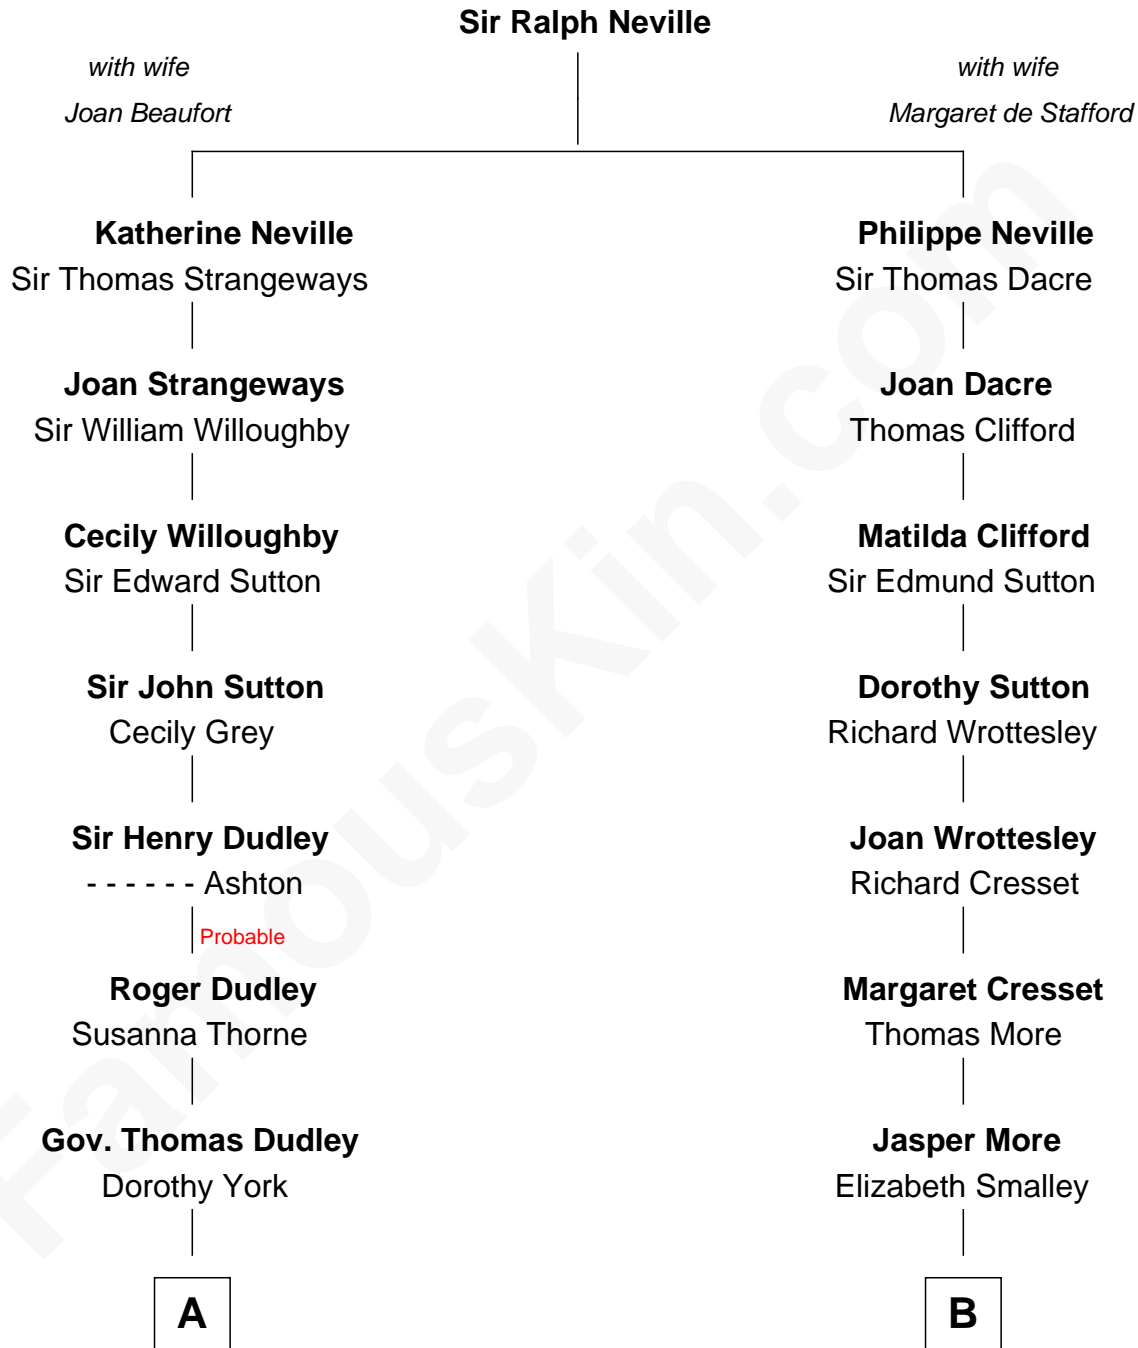 Sir Ralph Neville
with wife
Joan Beaufort
with wife
Margaret de Stafford
Katherine Neville
Sir Thomas Strangeways
Philippe Neville
Sir Thomas Dacre
Joan Strangeways
Sir William Willoughby
Joan Dacre
Thomas Clifford
Cecily Willoughby
Sir Edward Sutton
Matilda Clifford
Sir Edmund Sutton
Sir John Sutton
Cecily Grey
Dorothy Sutton
Richard Wrottesley
Sir Henry Dudley
- - - - - - Ashton
Joan Wrottesley
Richard Cresset
Probable
Roger Dudley
Susanna Thorne
Margaret Cresset
Thomas More
Gov. Thomas Dudley
Dorothy York
Jasper More
Elizabeth Smalley
A
B
FamousKin.com